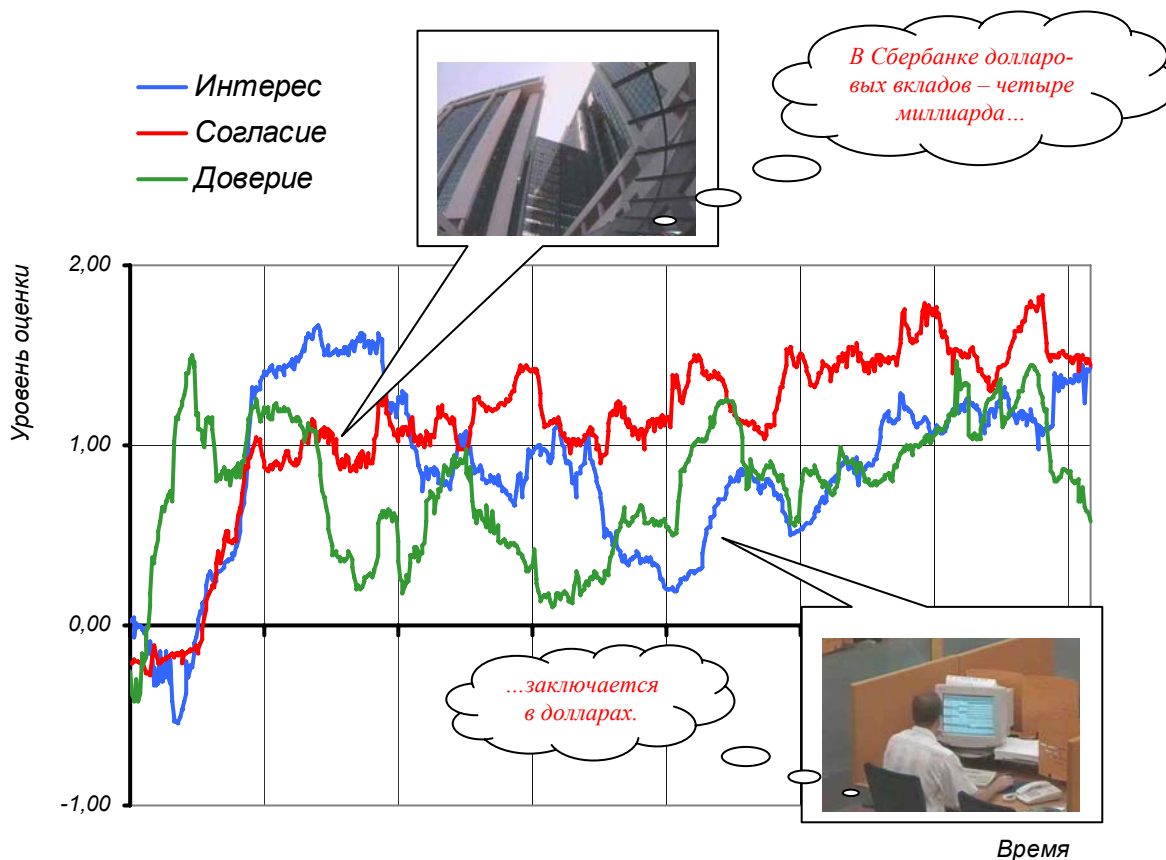 В Сбербанке долларо-
вых вкладов – четыре
миллиарда…
Интерес
Согласие
Доверие
Уровень оценки
2,00
1,00
0,00
-1,00
…заключается
в долларах.
Время